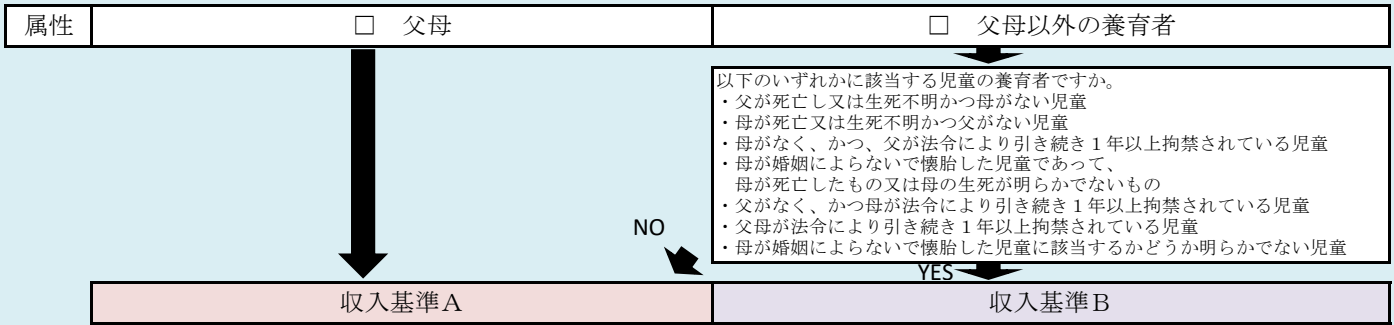 属性
□ 父母
□ 父母以外の養育者
以下のいずれかに該当する児童の養育者ですか。
・父が死亡し又は生死不明かつ母がない児童
・母が死亡又は生死不明かつ父がない児童
・母がなく、かつ、父が法令により引き続き１年以上拘禁されている児童
・母が婚姻によらないで懐胎した児童であって、
母が死亡したもの又は母の生死が明らかでないもの
・父がなく、かつ母が法令により引き続き１年以上拘禁されている児童
・父母が法令により引き続き１年以上拘禁されている児童
・母が婚姻によらないで懐胎した児童に該当するかどうか明らかでない児童
NO
YES
収入基準Ａ
収入基準Ｂ